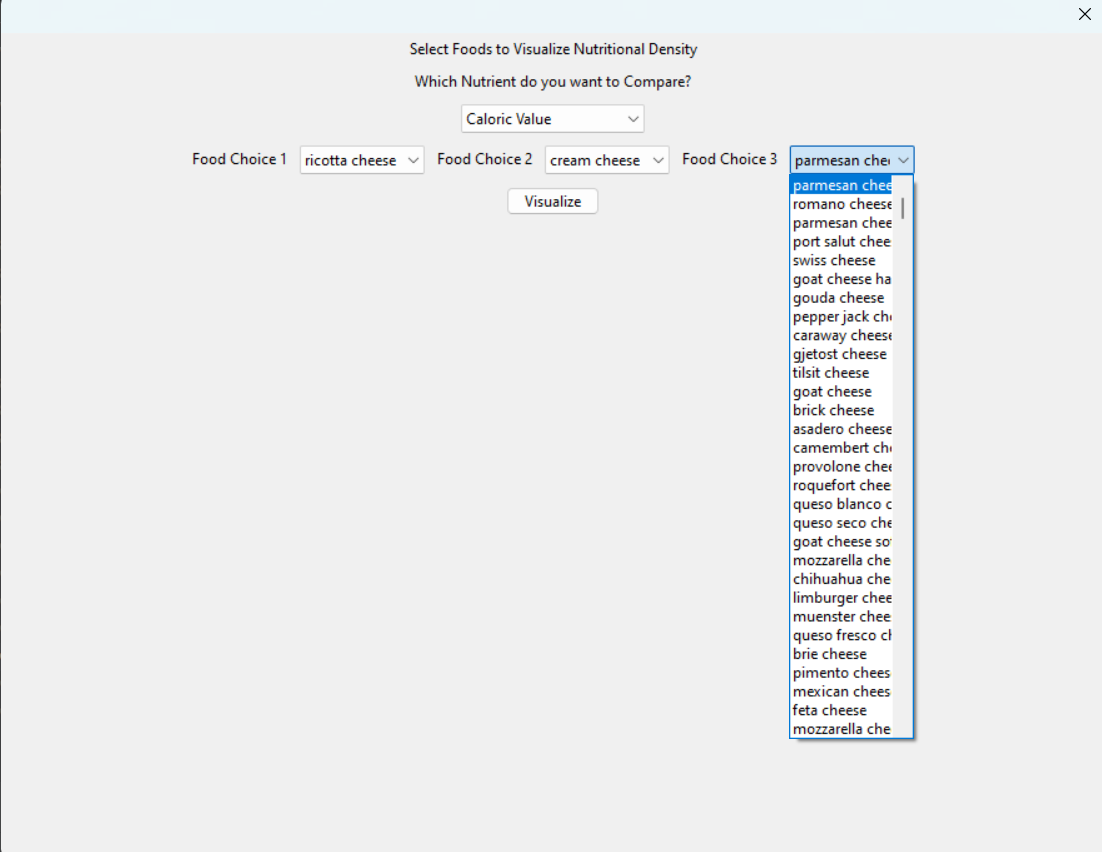 Select Foods to Visualize Nutritional Density
Which Nutrient do you want to Compare?
Caloric Value
Food Choice 1 ricotta cheese Food Choice 2 cream cheese Food Choice 3 parmesan chee
Visualize
parmesan chee
romano cheese
parmesan chee
port salut chee
swiss cheese
goat cheese ha
gouda cheese
pepper jack che
caraway cheese
gjetost cheese
tilsit cheese
goat cheese
brick cheese
asadero cheese
camembert che
provolone chee
roquefort chee
queso blanco c
queso seco che
goat cheese sof
mozzarella che
chihuahua che
limburger chee
muenster chee
queso fresco ch
brie cheese
pimento chees
mexican chees
feta cheese
mozzarella che